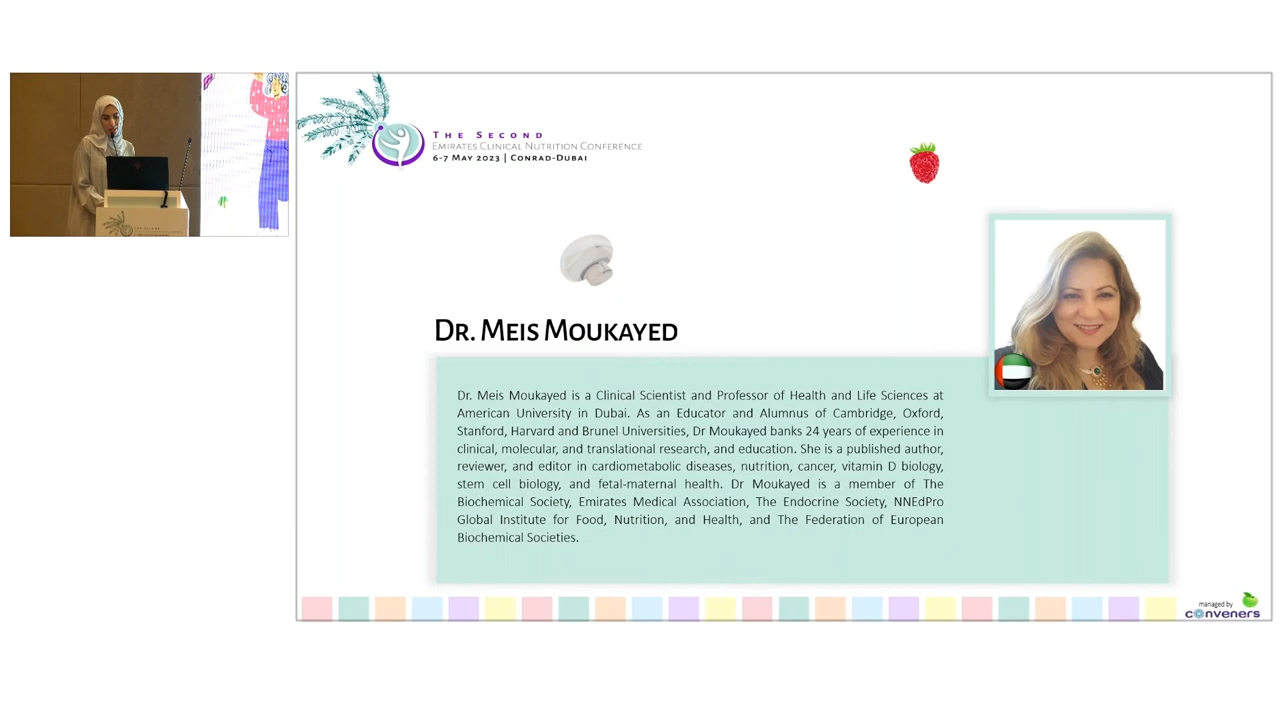 THE SECOND
EMIRATES CLINICAL NUTRITION CONFERENCE
6-7 MAY 2023 | CONRAD-DUBAI
DR. MEIS MOUKAYED
Dr. Meis Moukayed is a Clinical Scientist and Professor of Health and Life Sciences at
American University in Dubai. As an Educator and Alumnus of Cambridge, Oxford,
Stanford, Harvard and Brunel Universities, Dr Moukayed banks 24 years of experience in
clinical, molecular, and translational research, and education. She is a published author,
reviewer, and editor in cardiometabolic diseases, nutrition, cancer, vitamin D biology,
stem cell biology, and fetal-maternal health. Dr Moukayed is a member of The
Biochemical Society, Emirates Medical Association, The Endocrine Society, NNEdPro
Global Institute for Food, Nutrition, and Health, and The Federation of European
Biochemical Societies.
managed by
conveners